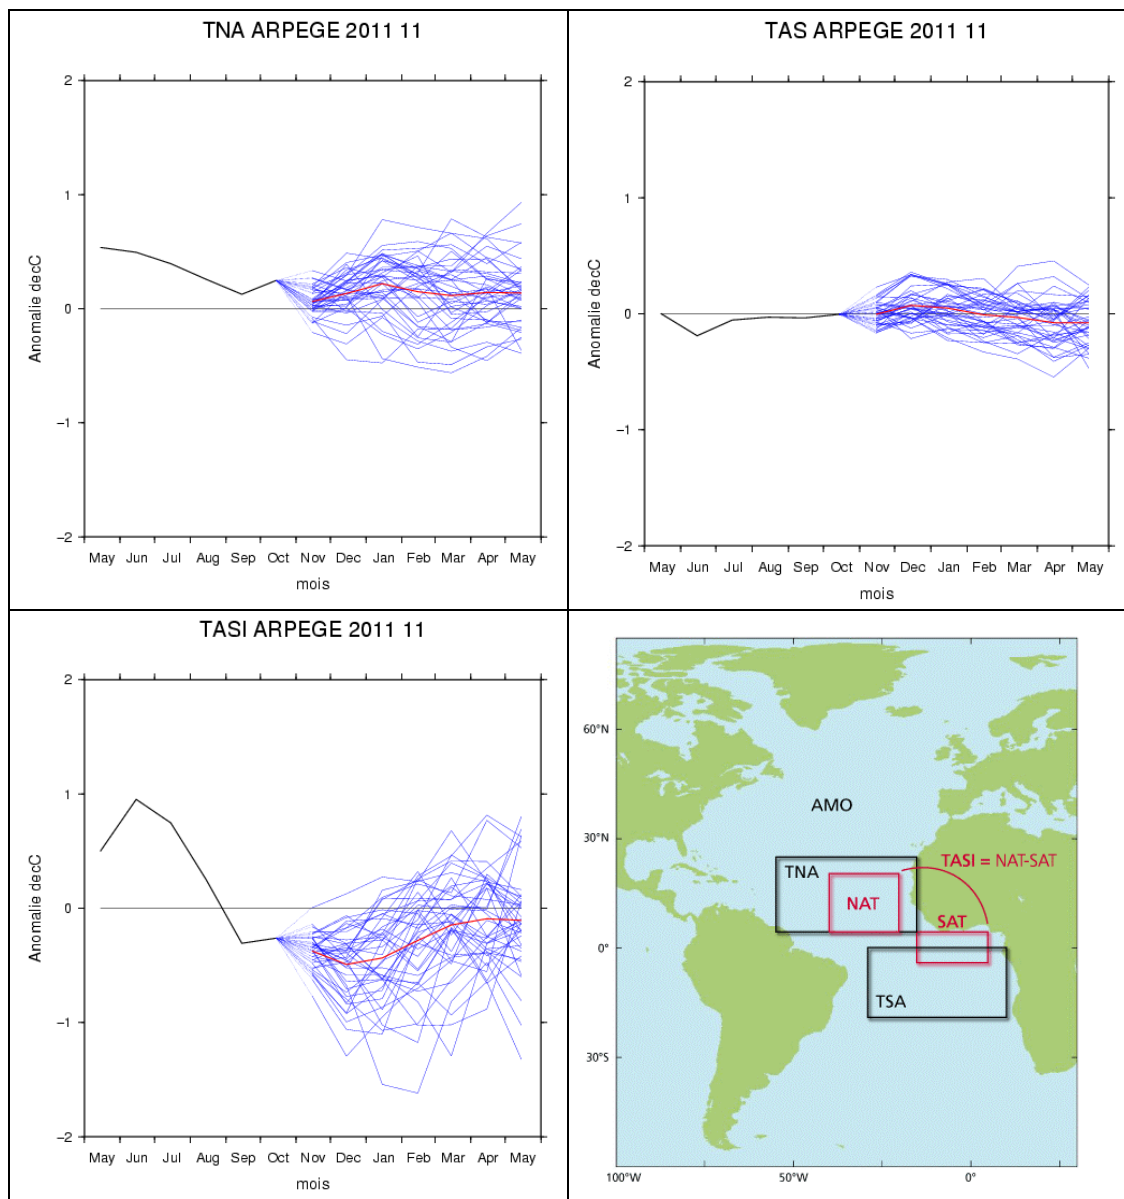 TNA ARPEGE 2011 11
2
1
0
−1
−2
Anomalie decC
May Jun Jul Aug Sep Oct Nov Dec Jan Feb Mar Apr May
mois
TAS ARPEGE 2011 11
2
1
0
−1
−2
Anomalie decC
May Jun Jul Aug Sep Oct Nov Dec Jan Feb Mar Apr May
mois
TASI ARPEGE 2011 11
2
1
0
−1
−2
Anomalie decC
May Jun Jul Aug Sep Oct Nov Dec Jan Feb Mar Apr May
mois
60°N
AMO
30°N
TNA
TASI = NAT-SAT
NAT
SAT
0°
TSA
30°S
100°W 50°W 0°